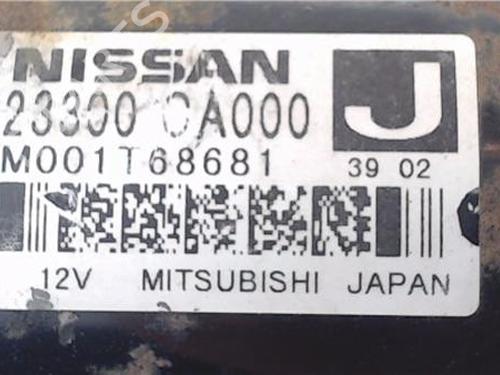 NISSAN
23300 CA000
J
M001T68681
39 02
12V MITSUBISHI JAPAN